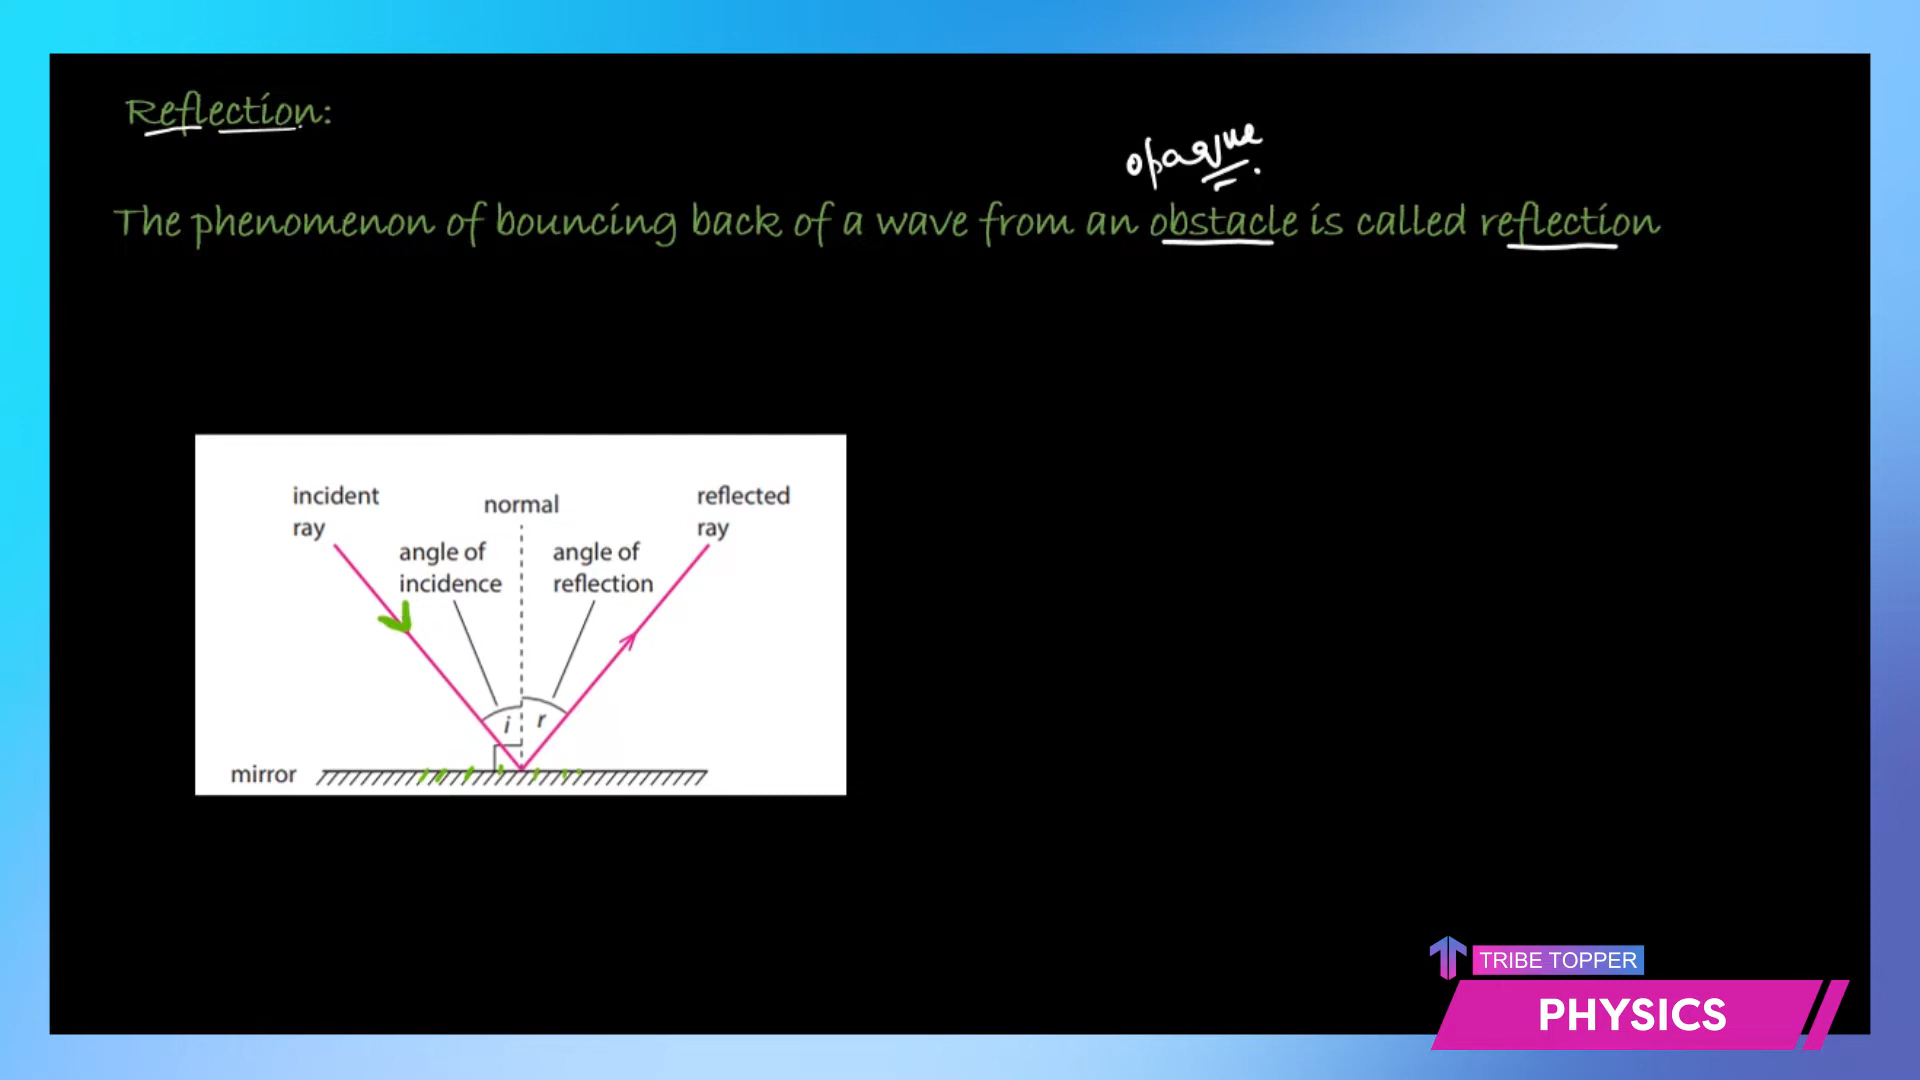 Reflection:
opaque
The phenomenon of bouncing back of a wave from an obstacle is called reflection
incident
ray
normal
reflected
ray
angle of
incidence
angle of
reflection
i
r
mirror
TRIBE TOPPER
PHYSICS